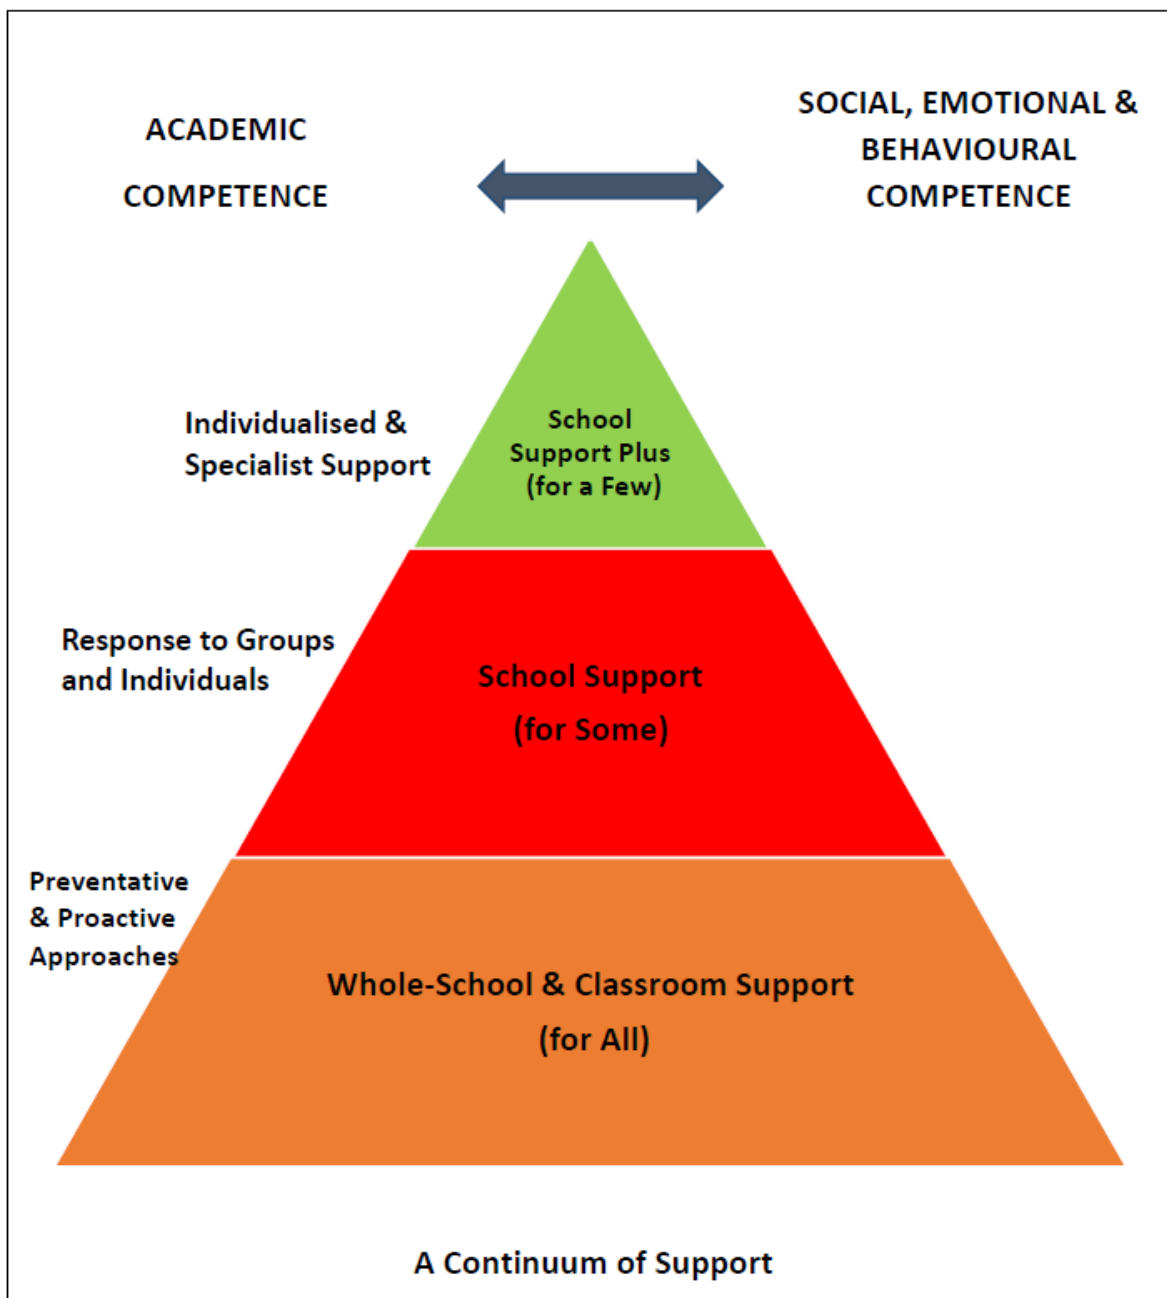 ACADEMIC
COMPETENCE
SOCIAL, EMOTIONAL &
BEHAVIOURAL
COMPETENCE
Individualised &
Specialist Support
School
Support Plus
(for a Few)
Response to Groups
and Individuals
School Support
(for Some)
Preventative
& Proactive
Approaches
Whole-School & Classroom Support
(for All)
A Continuum of Support